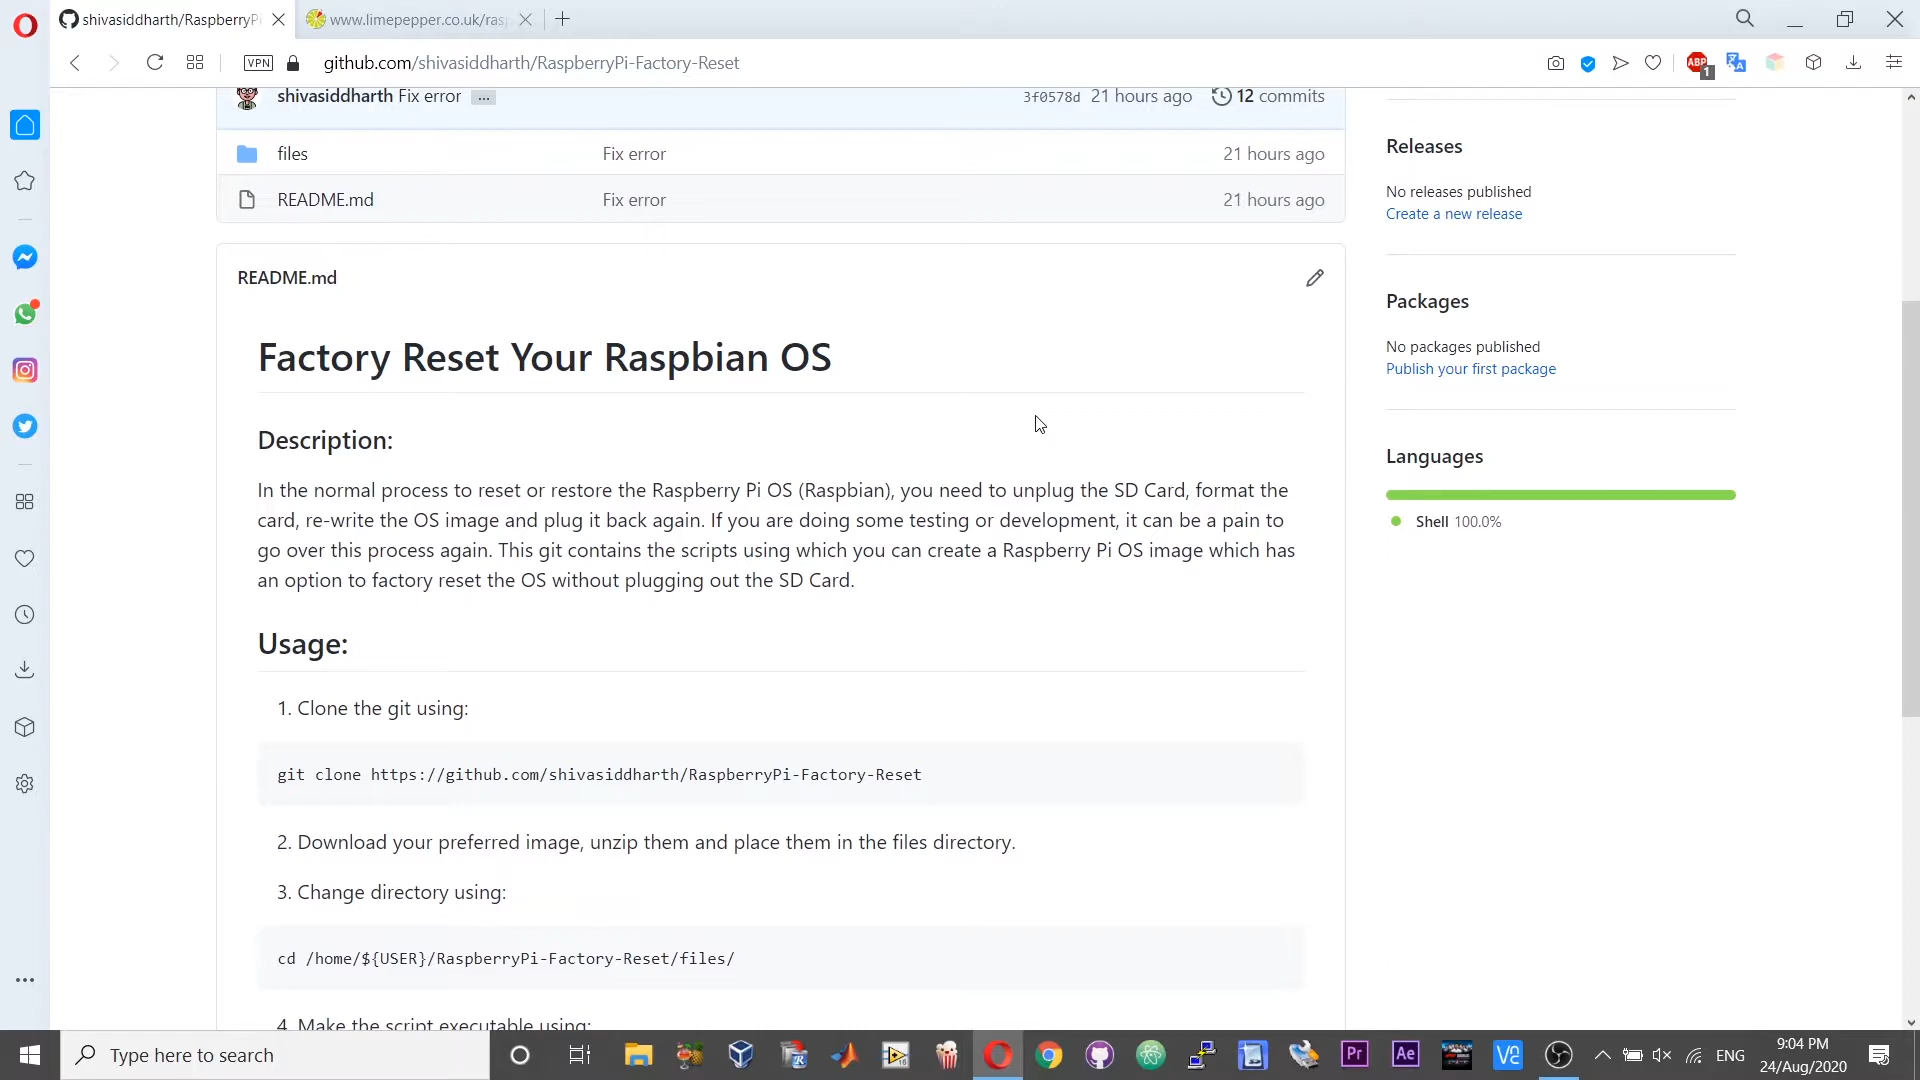 shivasiddharth/RaspberryPi
www.limepepper.co.uk/ras
VPN
github.com/shivasiddharth/RaspberryPi-Factory-Reset
ABP
1
shivasiddharth Fix error ...
3f0578d 21 hours ago 12 commits
files Fix error 21 hours ago
README.md Fix error 21 hours ago
README.md
Factory Reset Your Raspbian OS
Description:
In the normal process to reset or restore the Raspberry Pi OS (Raspbian), you need to unplug the SD Card, format the
card, re-write the OS image and plug it back again. If you are doing some testing or development, it can be a pain to
go over this process again. This git contains the scripts using which you can create a Raspberry Pi OS image which has
an option to factory reset the OS without plugging out the SD Card.
Usage:
1. Clone the git using:
git clone https://github.com/shivasiddharth/RaspberryPi-Factory-Reset
2. Download your preferred image, unzip them and place them in the files directory.
3. Change directory using:
cd /home/${USER}/RaspberryPi-Factory-Reset/files/
4. Make the script executable using:
Releases
No releases published
Create a new release
Packages
No packages published
Publish your first package
Languages
Shell 100.0%
Type here to search
Pr
Ae
ENG
9:04 PM
24/Aug/2020